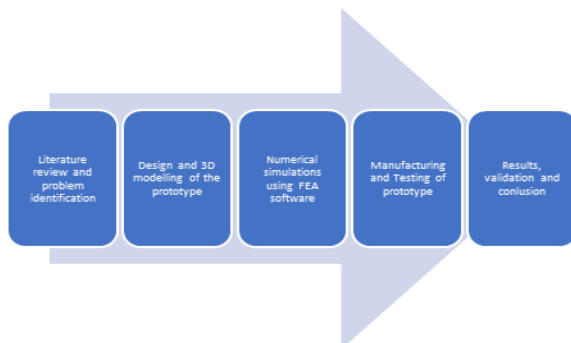 Literature
review and
problem
identification
Design and 3D
modelling of the
prototype
Numerical
simulations
using FEA
software
Manufacturing
and Testing of
prototype
Results,
validation and
conlusion